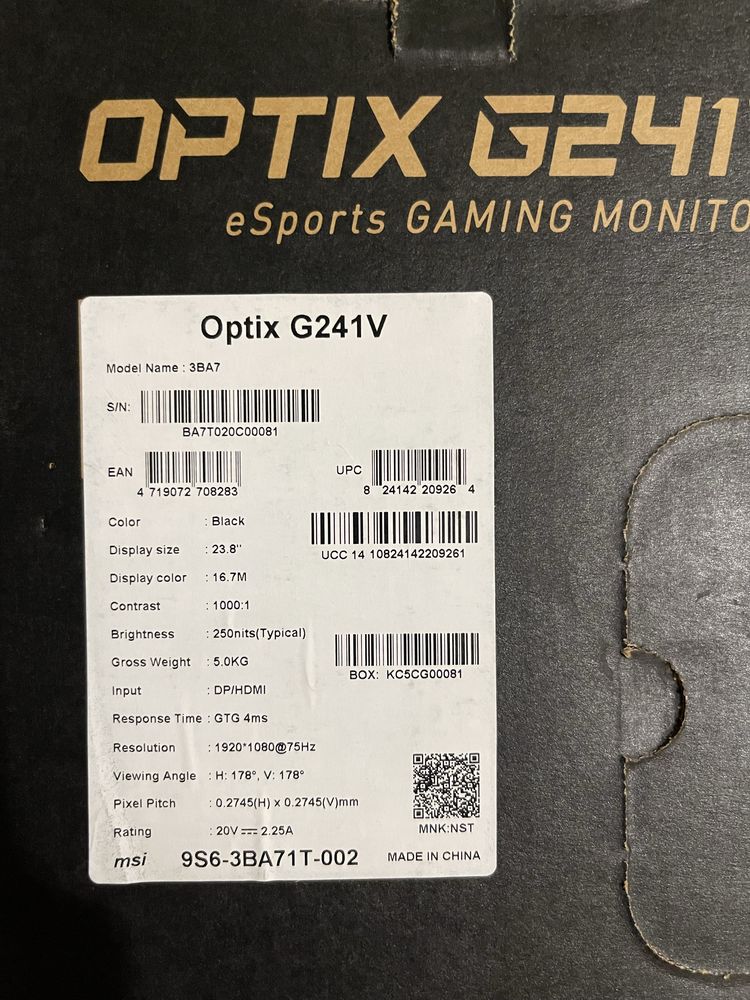 OPTIX G241
eSports GAMING MONITO
Optix G241V
Model Name : 3BA7
S/N:
BA7T020C00081
EAN
4 719072 708283
UPC
8 24142 20926 4
Color : Black
UCC 14 10824142209261
Display size : 23.8''
Display color : 16.7M
Contrast : 1000:1
Brightness : 250nits(Typical)
Gross Weight : 5.0KG
BOX: KC5CG00081
Input : DP/HDMI
Response Time : GTG 4ms
Resolution : 1920*1080@75Hz
Viewing Angle : H: 178°, V: 178°
Pixel Pitch : 0.2745(H) x 0.2745(V)mm
MNK:NST
Rating : 20V ⎓ 2.25A
msi 9S6-3BA71T-002 MADE IN CHINA